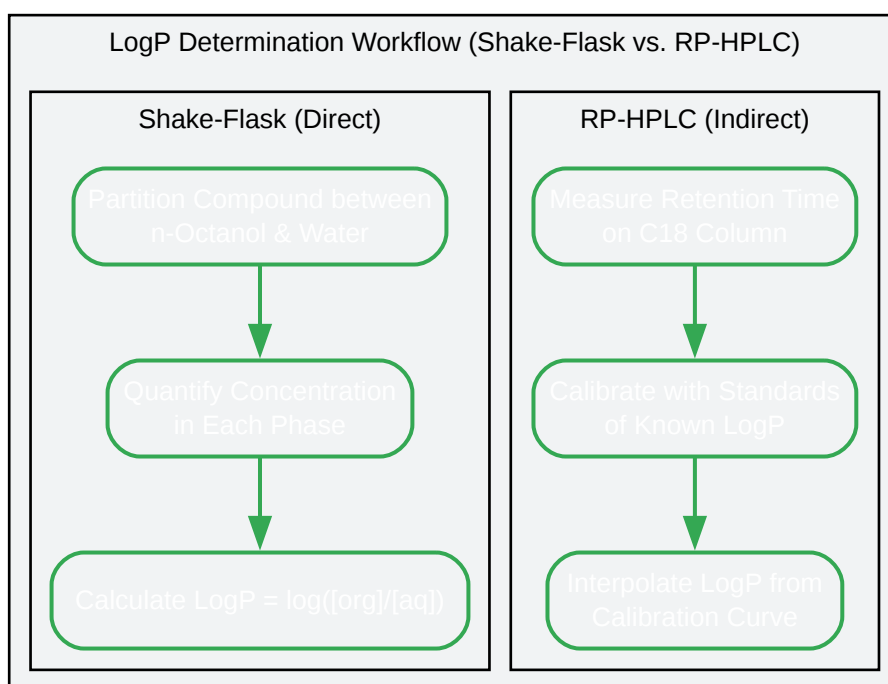 LogP Determination Workflow (Shake-Flask vs. RP-HPLC)
Shake-Flask (Direct)
Partition Compound between
n-Octanol & Water
Quantify Concentration
in Each Phase
Calculate LogP = log([org]/[aq])
RP-HPLC (Indirect)
Measure Retention Time
on C18 Column
Calibrate with Standards
of Known LogP
Interpolate LogP from
Calibration Curve